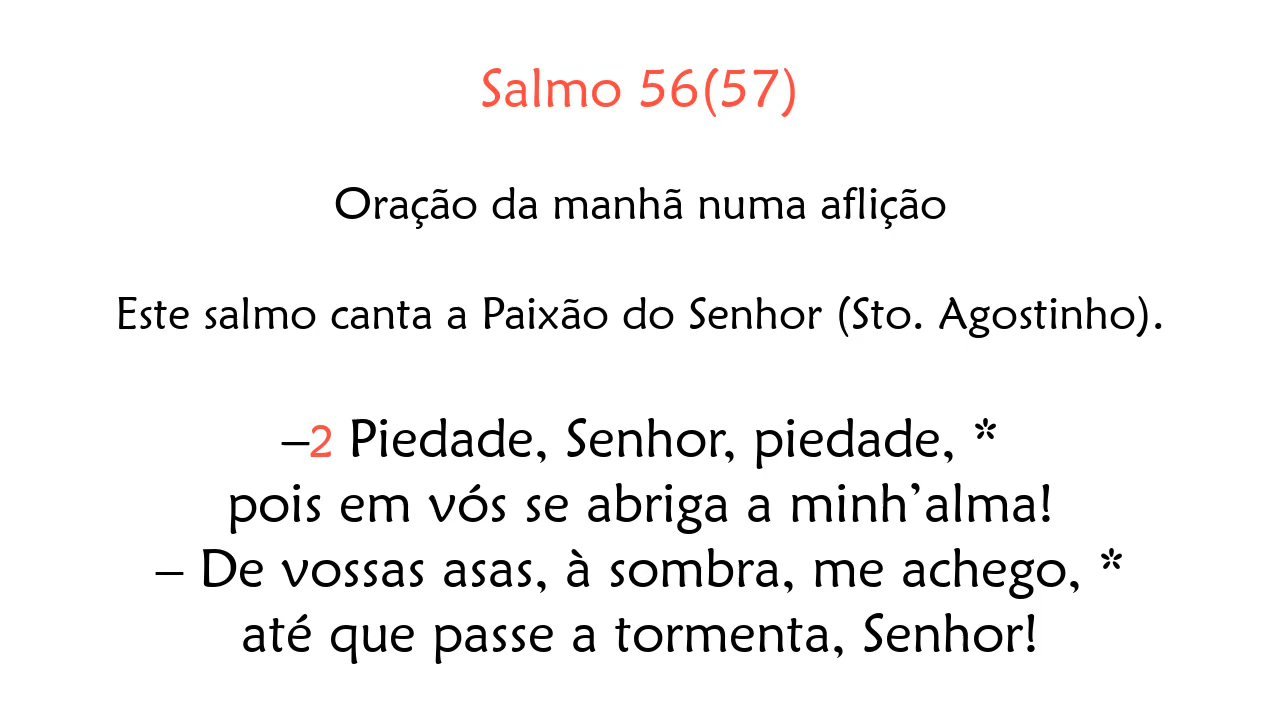 Salmo 56(57)
Oração da manhã numa aflição
Este salmo canta a Paixão do Senhor (Sto. Agostinho).
–2 Piedade, Senhor, piedade, *
pois em vós se abriga a minh’alma!
– De vossas asas, à sombra, me achego, *
até que passe a tormenta, Senhor!